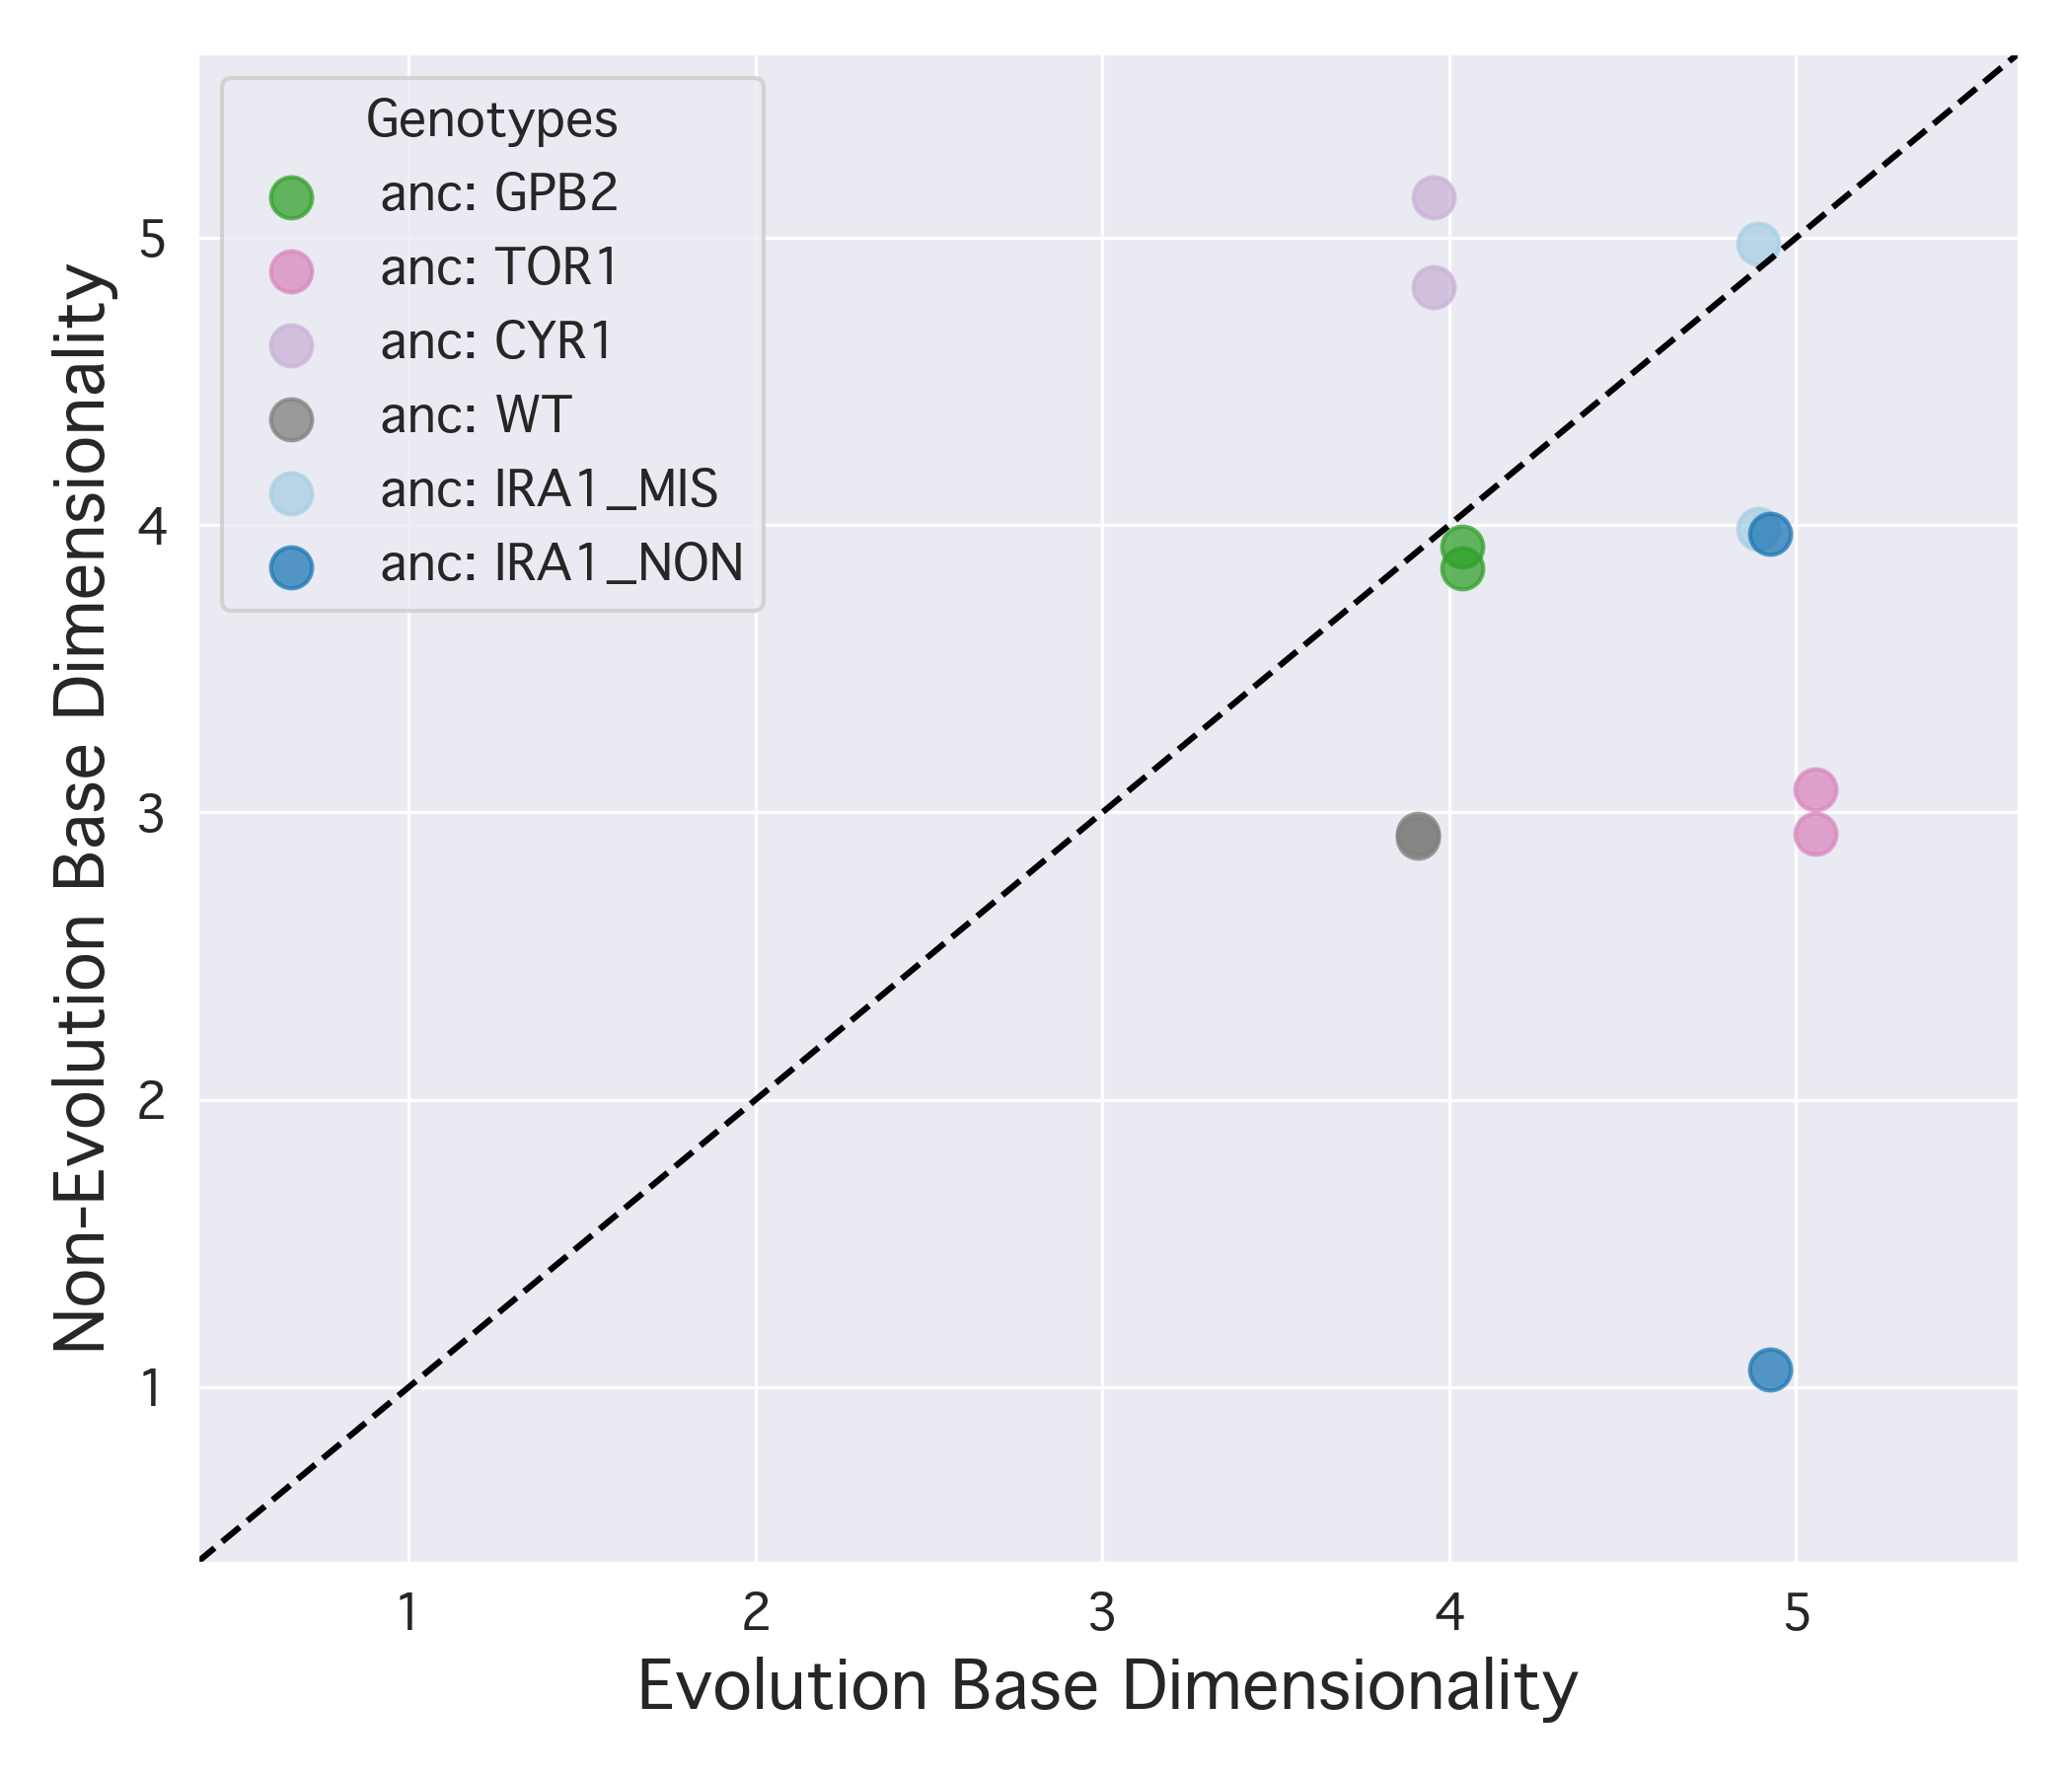 Genotypes
anc: GPB2
anc: TOR1
anc: CYR1
anc: WT
anc: IRA1_MIS
anc: IRA1_NON
Non-Evolution Base Dimensionality
5
4
3
2
1
1 2 3 4 5
Evolution Base Dimensionality